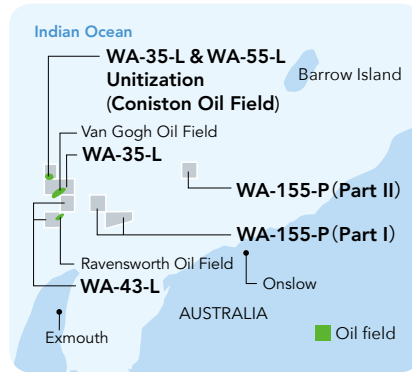 Indian Ocean
WA-35-L & WA-55-L
Unitization
(Coniston Oil Field)
Barrow Island
Van Gogh Oil Field
WA-35-L
WA-155-P (Part II)
WA-155-P (Part I)
Ravensworth Oil Field
WA-43-L
Onslow
AUSTRALIA
Exmouth
Oil field